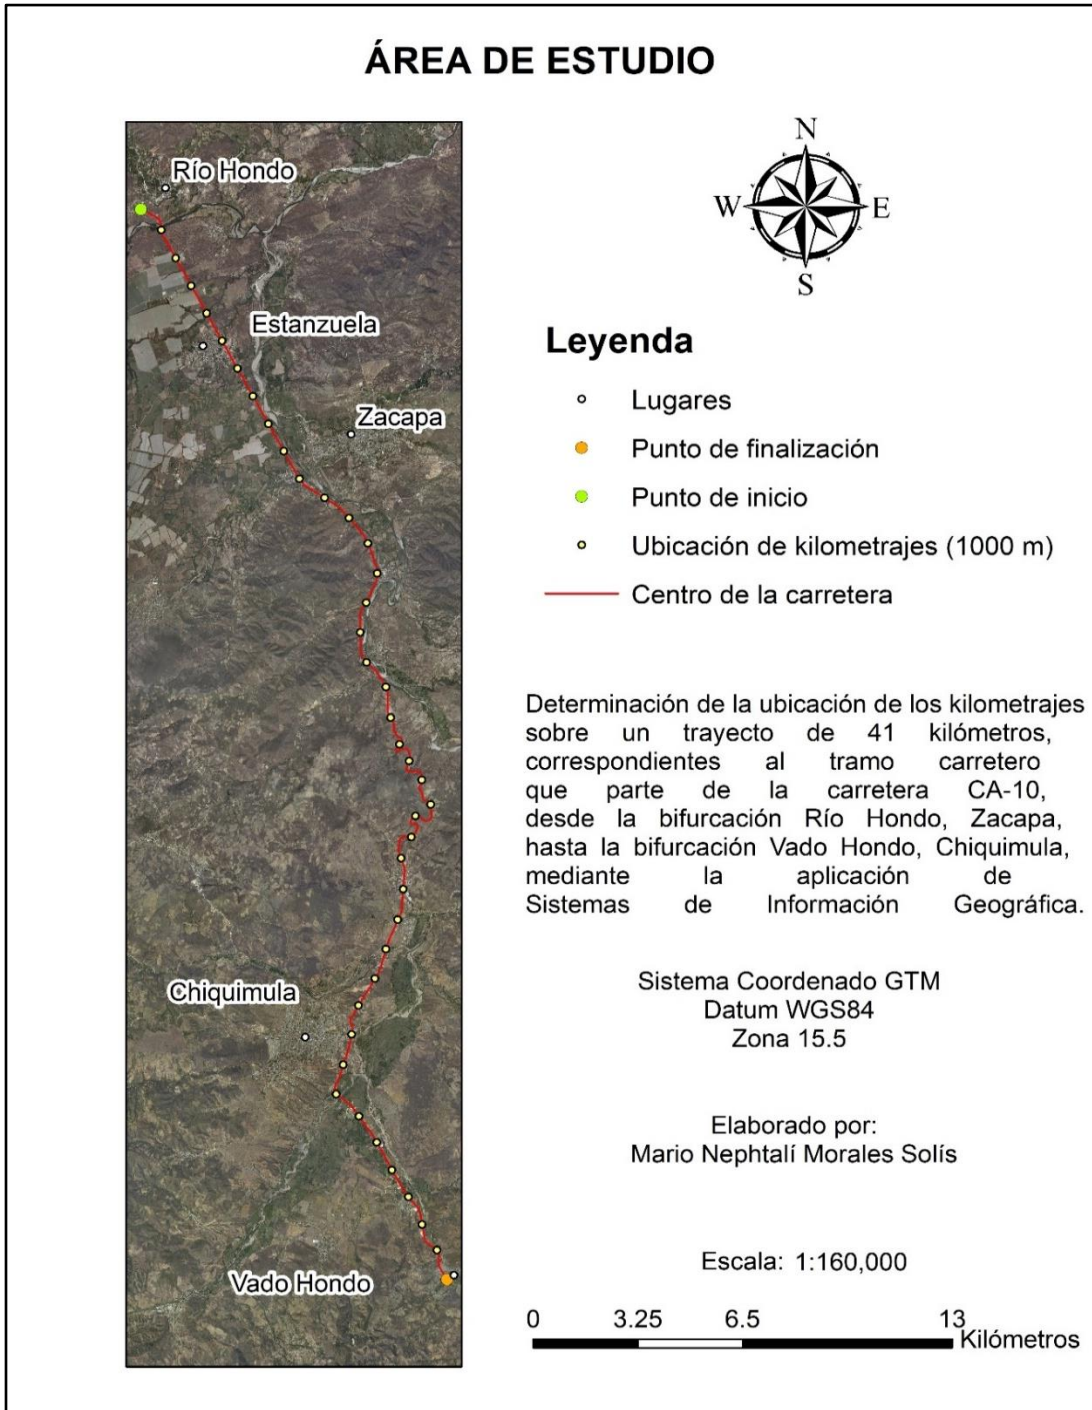 ÁREA DE ESTUDIO
Río Hondo
Estanzuela
Zacapa
Chiquimula
Vado Hondo
N
W
E
S
Leyenda
Lugares
Punto de finalización
Punto de inicio
Ubicación de kilometrajes (1000 m)
Centro de la carretera
Determinación de la ubicación de los kilometrajes
sobre un trayecto de 41 kilómetros,
correspondientes al tramo carretero
que parte de la carretera CA-10,
desde la bifurcación Río Hondo, Zacapa,
hasta la bifurcación Vado Hondo, Chiquimula,
mediante la aplicación de
Sistemas de Información Geográfica.
Sistema Coordenado GTM
Datum WGS84
Zona 15.5
Elaborado por:
Mario Nephtalí Morales Solís
Escala: 1:160,000
0 3.25 6.5 13
Kilómetros